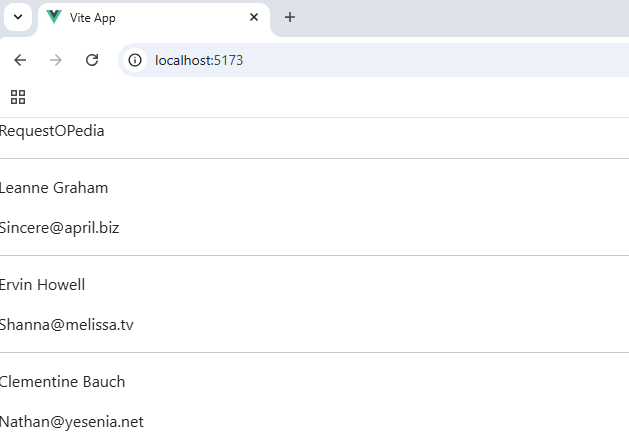 Vite App
localhost:5173
RequestOPedia
Leanne Graham
Sincere@april.biz
Ervin Howell
Shanna@melissa.tv
Clementine Bauch
Nathan@yesenia.net